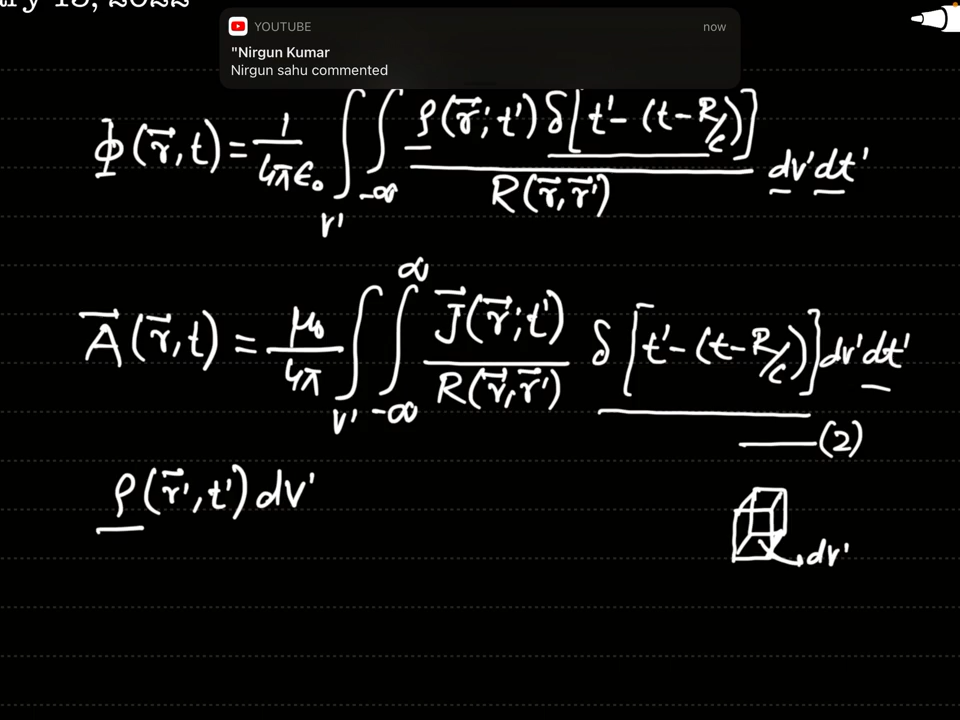 YOUTUBE now
"Nirgun Kumar
Nirgun sahu commented
Φ(r⃗,t) = 1/4πϵ₀ ∫_{V'} ∫_{-∞} ρ(r⃗',t') δ[t'-(t-R/c)] / R(r⃗,r⃗') dv'dt'
A⃗(r⃗,t) = μ₀/4π ∫_{V'} ∫_{-∞}^{∞} J⃗(r⃗',t') / R(r⃗,r⃗') δ[t'-(t-R/c)] dv'dt'
(2)
ρ(r⃗',t')dv'
dv'